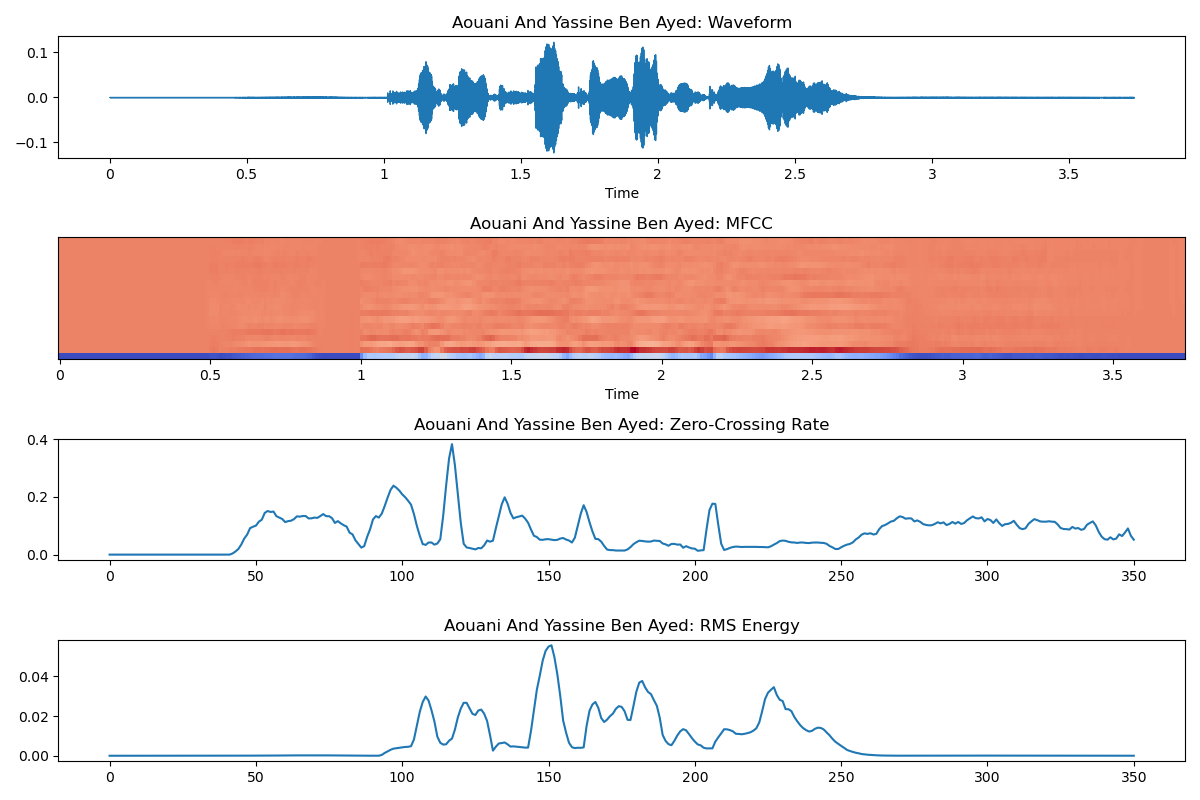 Aouani And Yassine Ben Ayed: Waveform
0.1
0.0
−0.1
0 0.5 1 1.5 2 2.5 3 3.5
Time
Aouani And Yassine Ben Ayed: MFCC
0 0.5 1 1.5 2 2.5 3 3.5
Time
Aouani And Yassine Ben Ayed: Zero-Crossing Rate
0.4
0.2
0.0
0 50 100 150 200 250 300 350
Aouani And Yassine Ben Ayed: RMS Energy
0.04
0.02
0.00
0 50 100 150 200 250 300 350